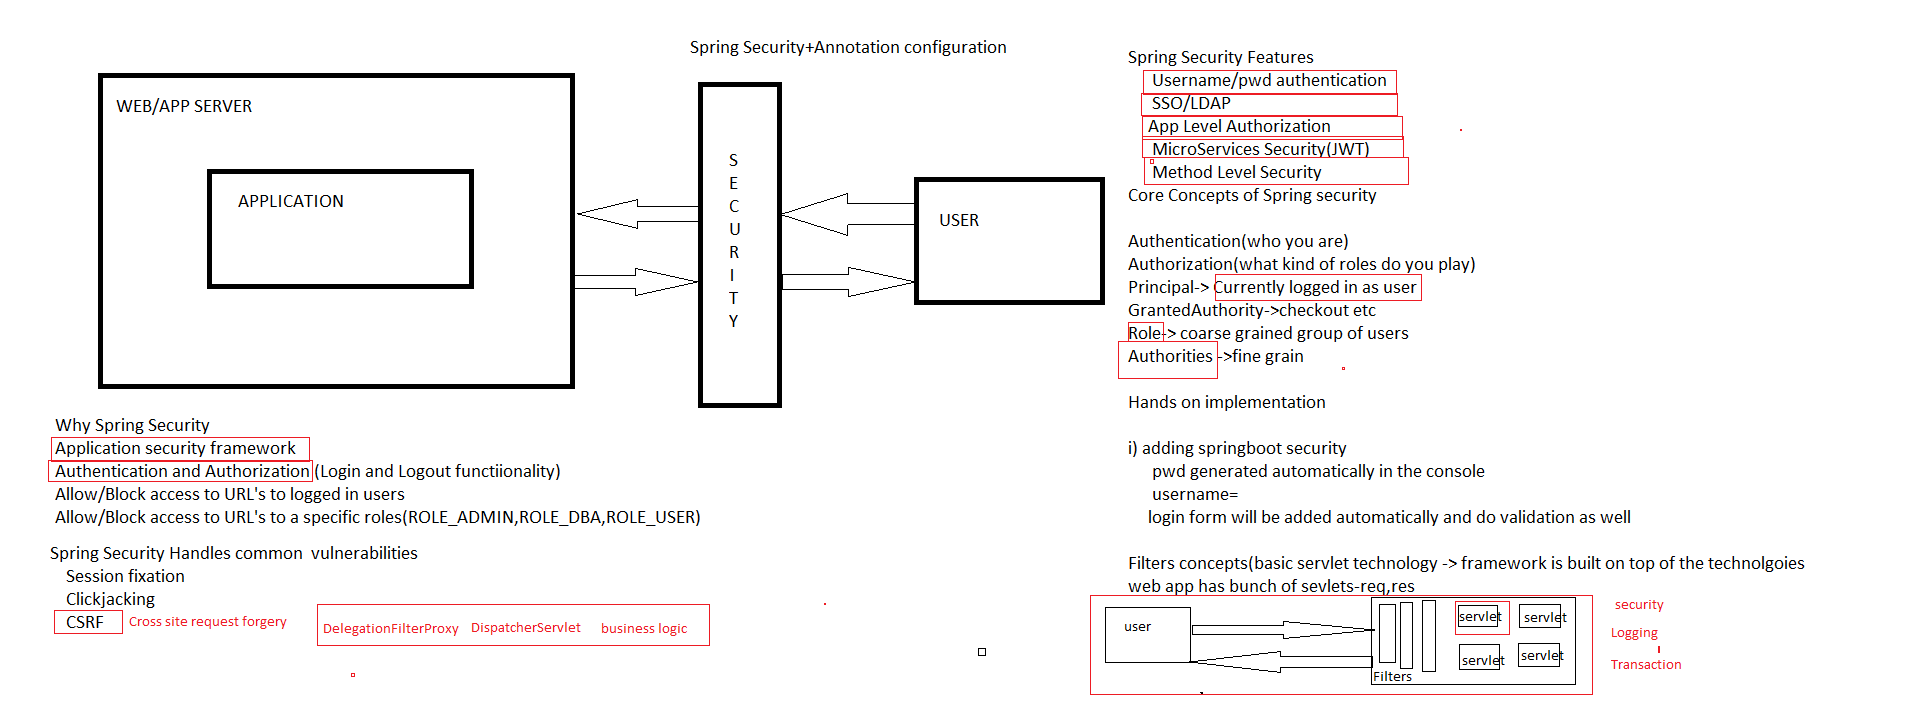 Spring Security+Annotation configuration
WEB/APP SERVER
APPLICATION
S
E
C
U
R
I
T
Y
USER
Why Spring Security
Application security framework
Authentication and Authorization (Login and Logout functiionality)
Allow/Block access to URL's to logged in users
Allow/Block access to URL's to a specific roles(ROLE_ADMIN,ROLE_DBA,ROLE_USER)
Spring Security Handles common vulnerabilities
Session fixation
Clickjacking
CSRF Cross site request forgery
DelegationFilterProxy DispatcherServlet business logic
Spring Security Features
Username/pwd authentication
SSO/LDAP
App Level Authorization
MicroServices Security(JWT)
Method Level Security
Core Concepts of Spring security
Authentication(who you are)
Authorization(what kind of roles do you play)
Principal-> Currently logged in as user
GrantedAuthority->checkout etc
Role-> coarse grained group of users
Authorities ->fine grain
Hands on implementation
i) adding springboot security
pwd generated automatically in the console
username=
login form will be added automatically and do validation as well
Filters concepts(basic servlet technology -> framework is built on top of the technolgoies
web app has bunch of sevlets-req,res
user
servlet servlet
servlet servlet
Filters
security
Logging
Transaction